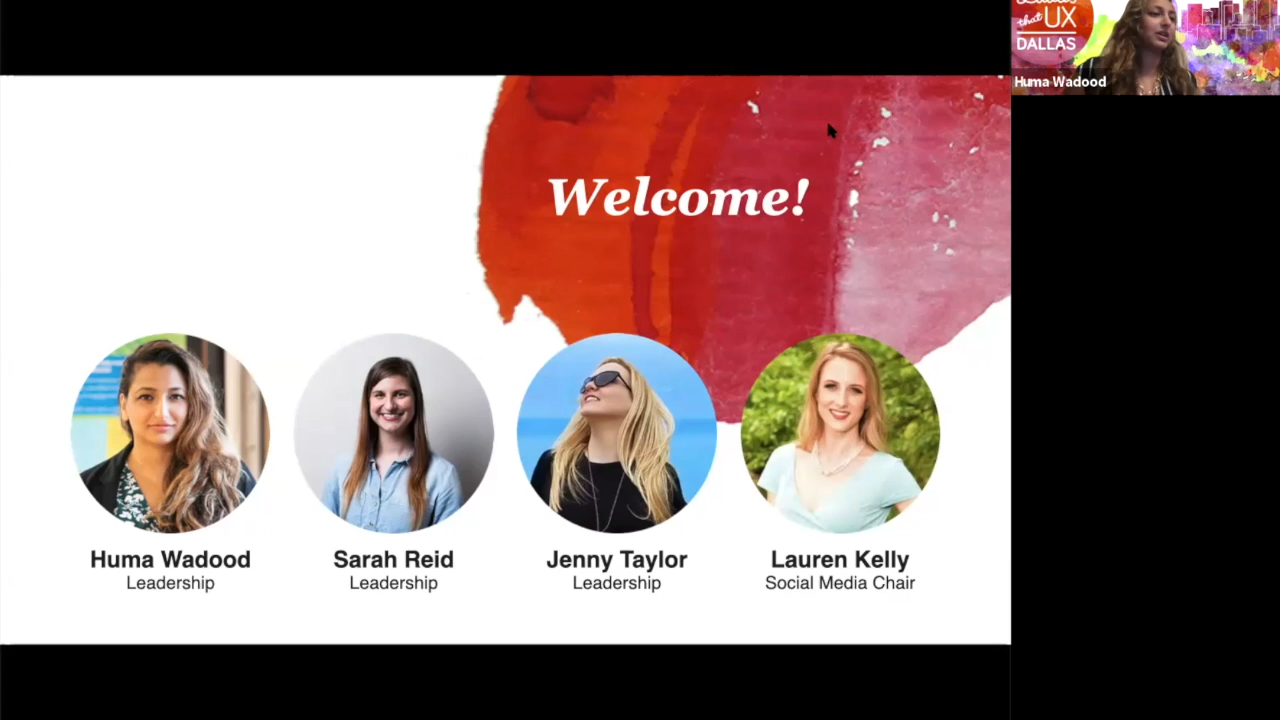 that UX
DALLAS
Huma Wadood
Welcome!
Huma Wadood
Leadership
Sarah Reid
Leadership
Jenny Taylor
Leadership
Lauren Kelly
Social Media Chair